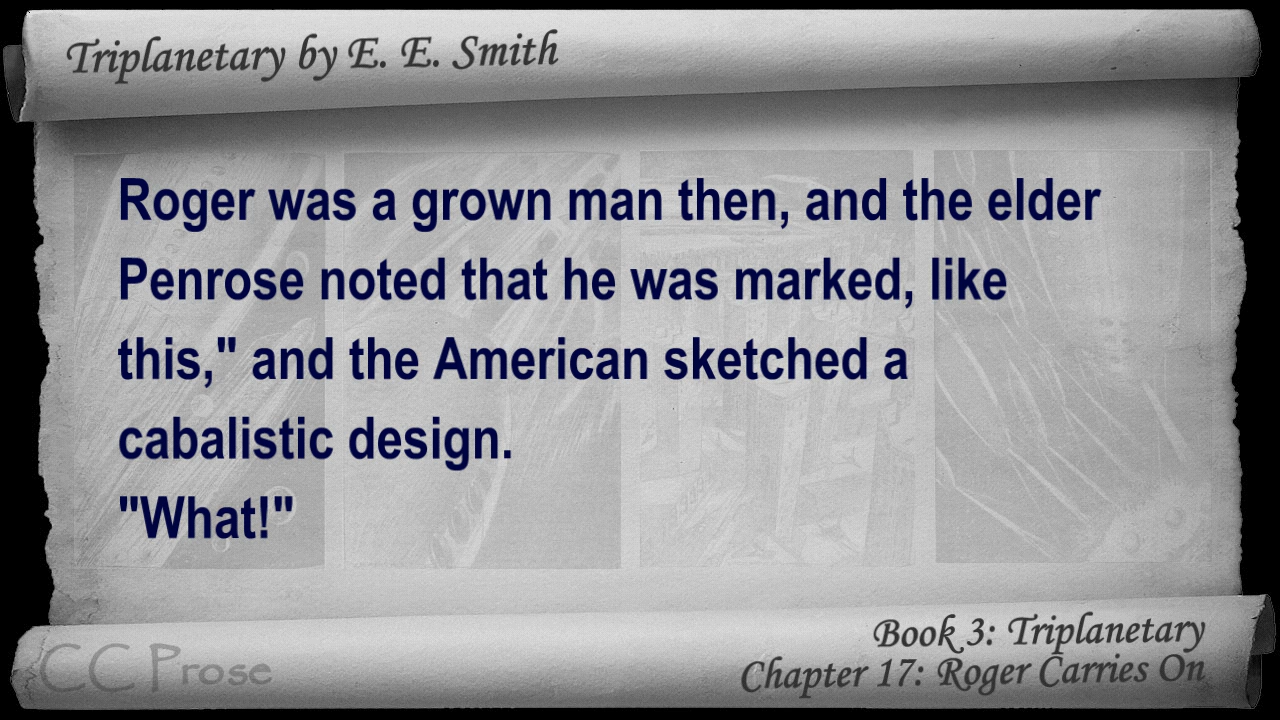 Triplanetary by E. E. Smith
Roger was a grown man then, and the elder
Penrose noted that he was marked, like
this," and the American sketched a
cabalistic design.
"What!"
Book 3: Triplanetary
Chapter 17: Roger Carries On
CC Prose